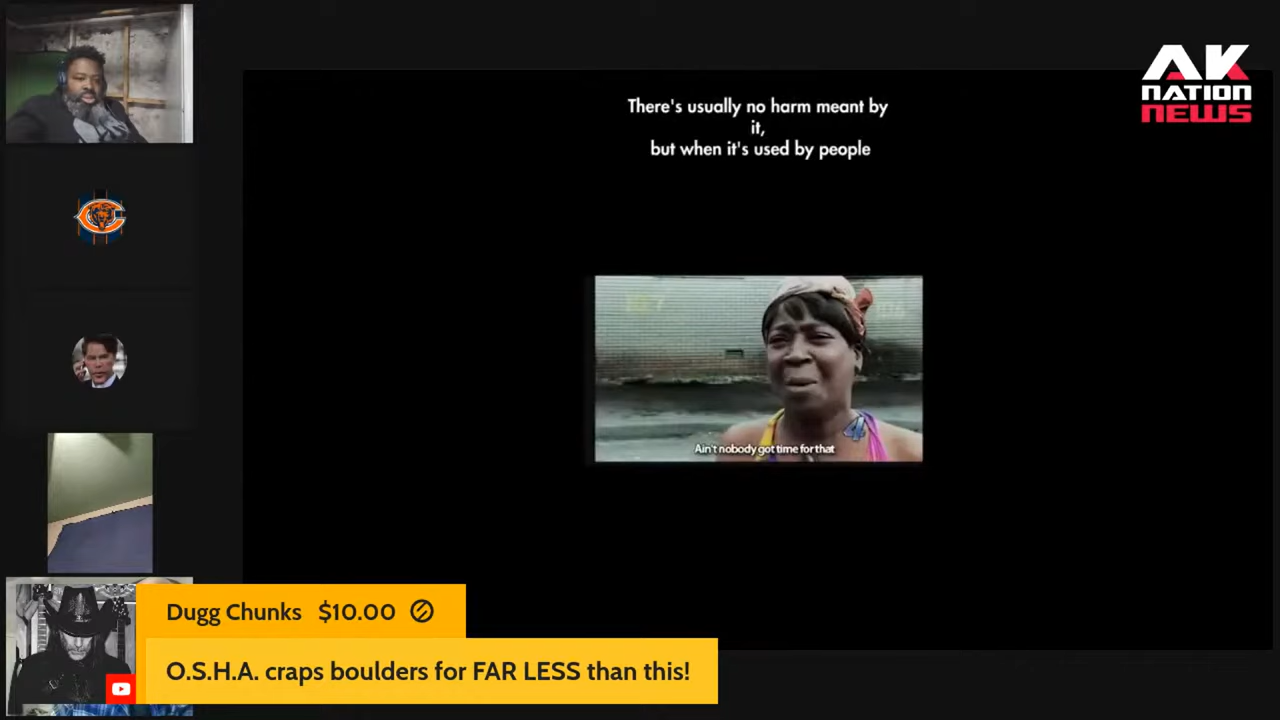 AK
NATION
NEWS
There's usually no harm meant by
it,
but when it's used by people
Ain't nobody got time for that
Dugg Chunks $10.00
O.S.H.A. craps boulders for FAR LESS than this!